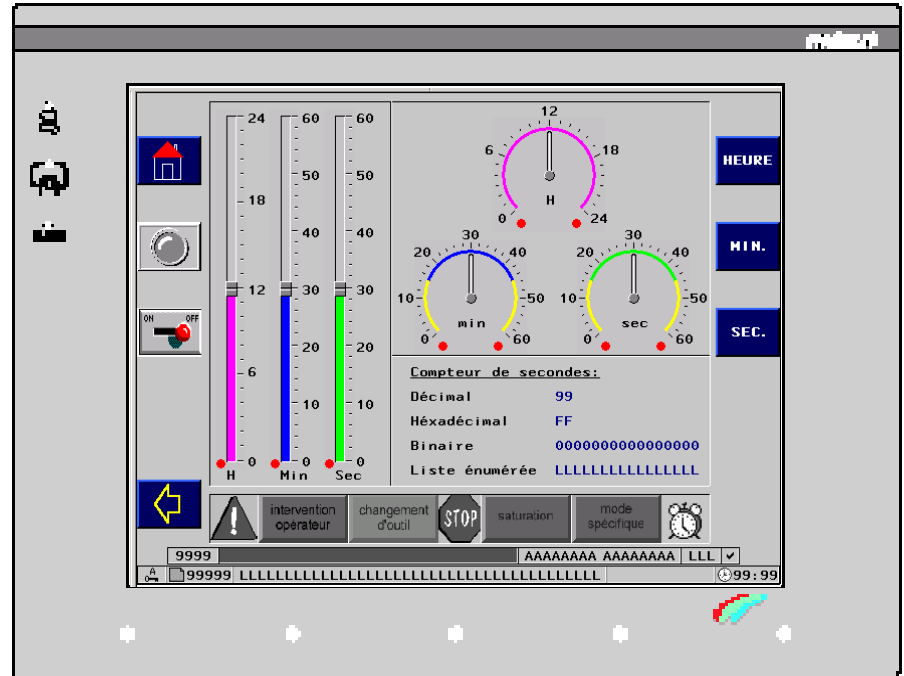 24 60 60
50 50
18
40 40
12 30 30
20 20
6
10 10
0 0 0
H Min Sec
12
6 18
H
0 24
30
20 40
10 50
min
0 60
30
20 40
10 50
sec
0 60
HEURE
MIN.
SEC.
ON OFF
Compteur de secondes:
Décimal 99
Héxadécimal FF
Binaire 0000000000000000
Liste énumérée LLLLLLLLLLLLLLLL
intervention
opérateur
changement
d'outil
STOP
saturation
mode
spécifique
9999 AAAAAAAA AAAAAAAA LLL
A 99999 LLLLLLLLLLLLLLLLLLLLLLLLLLLLLLLLLLLLLLLL 99:99